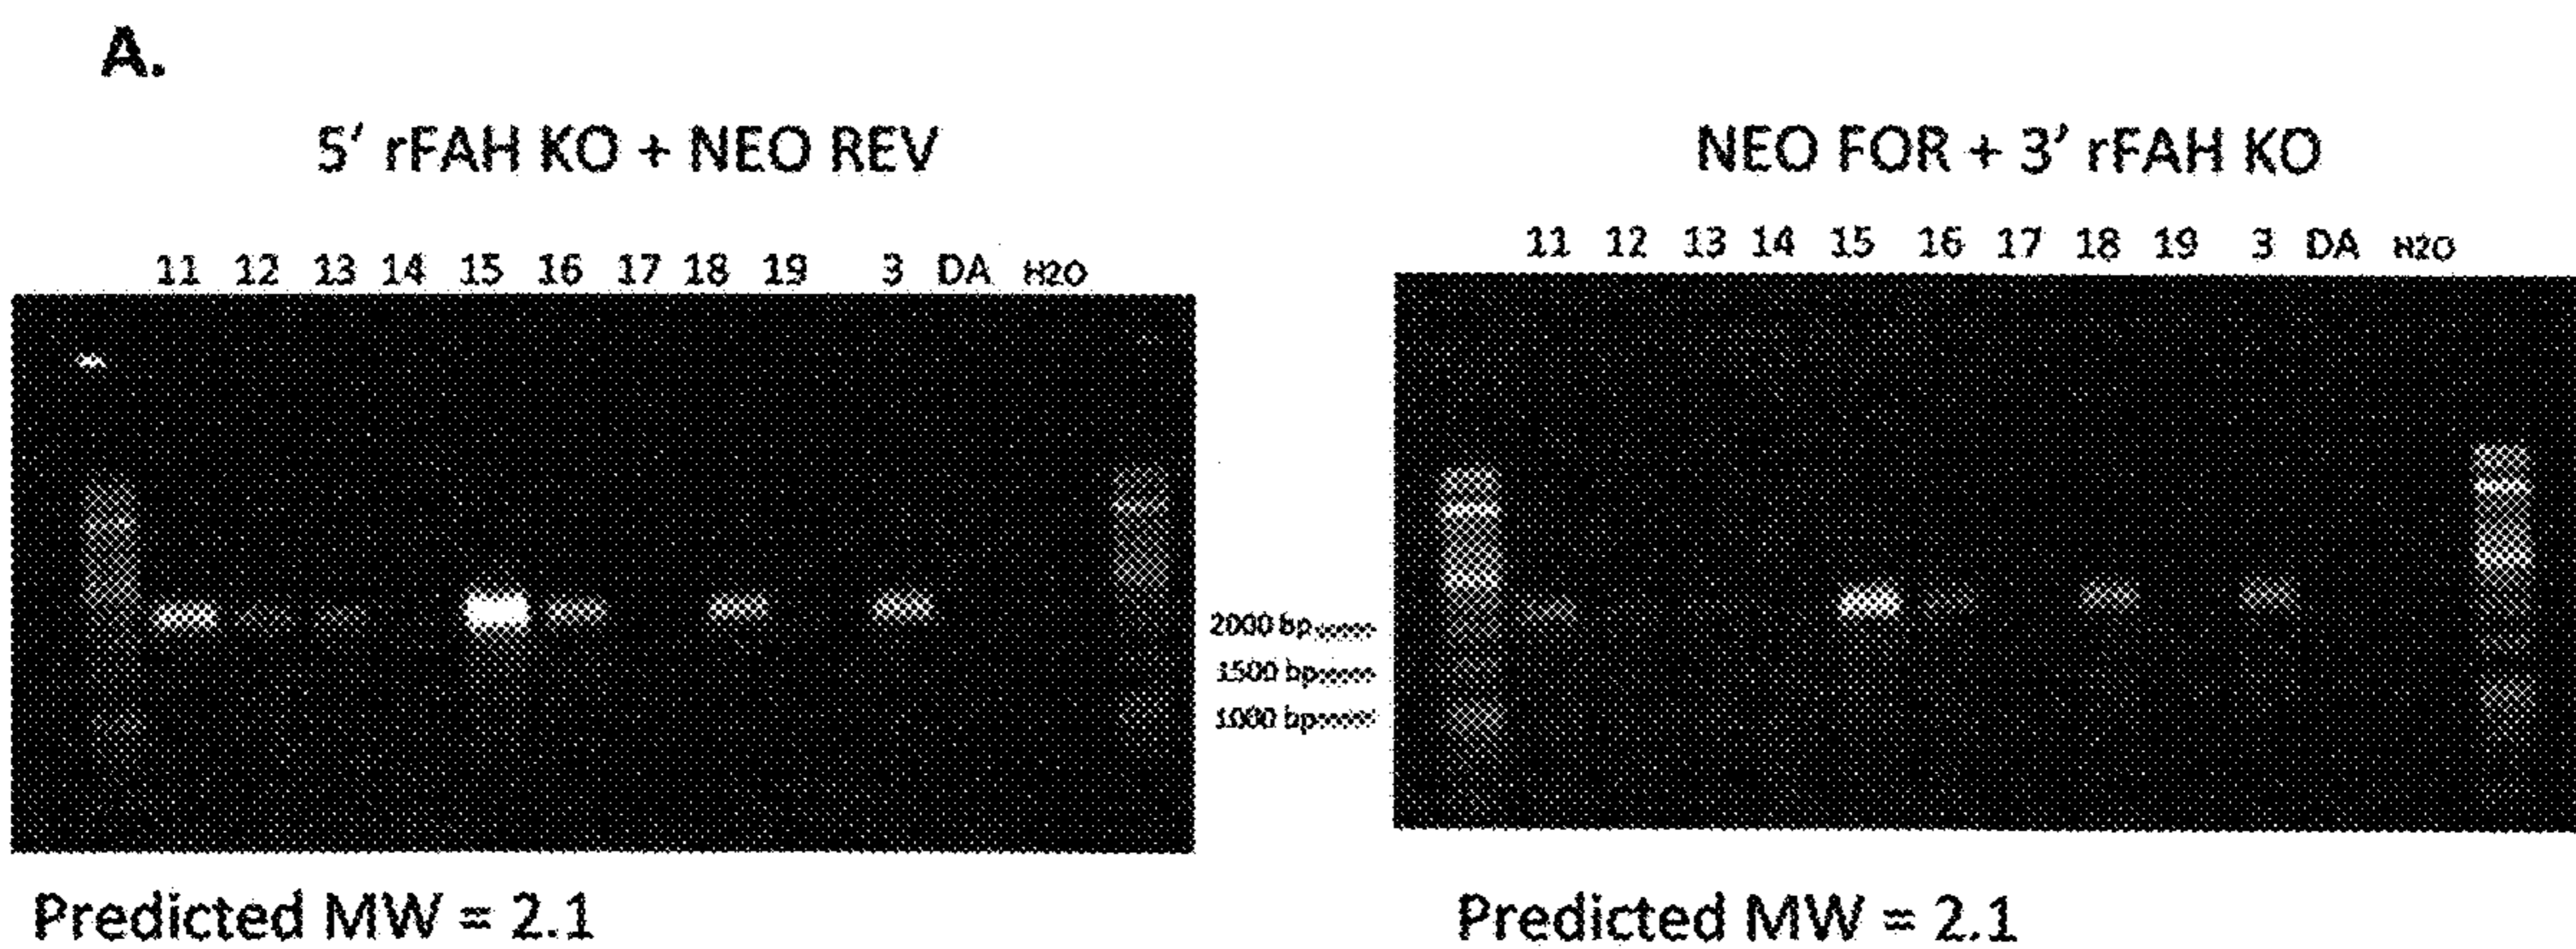 A.
5' rFAH KO + NEO REV
11 12 13 14 15 16 17 18 19 3 DA H2O
Predicted MW = 2.1
2000 bp
1500 bp
1000 bp
NEO FOR + 3' rFAH KO
11 12 13 14 15 16 17 18 19 3 DA H2O
Predicted MW = 2.1